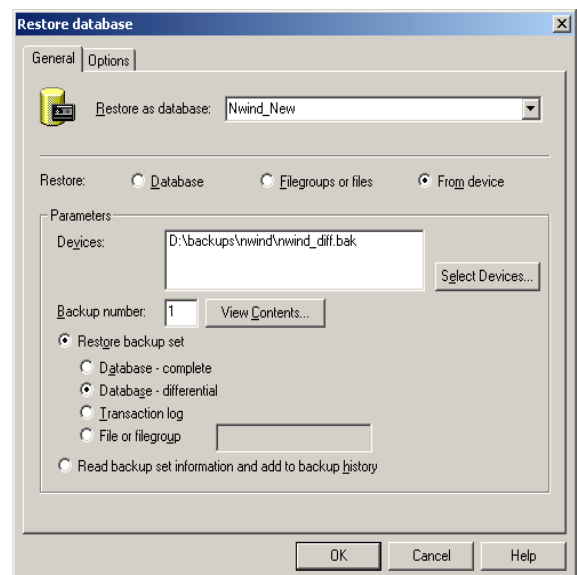 Restore database
General Options
Restore as database: Nwind_New
Restore: Database Filegroups or files From device
Parameters
Devices: D:\backups\nwind\nwind_diff.bak
Select Devices...
Backup number: 1 View Contents...
Restore backup set
Database - complete
Database - differential
Transaction log
File or filegroup
Read backup set information and add to backup history
OK Cancel Help